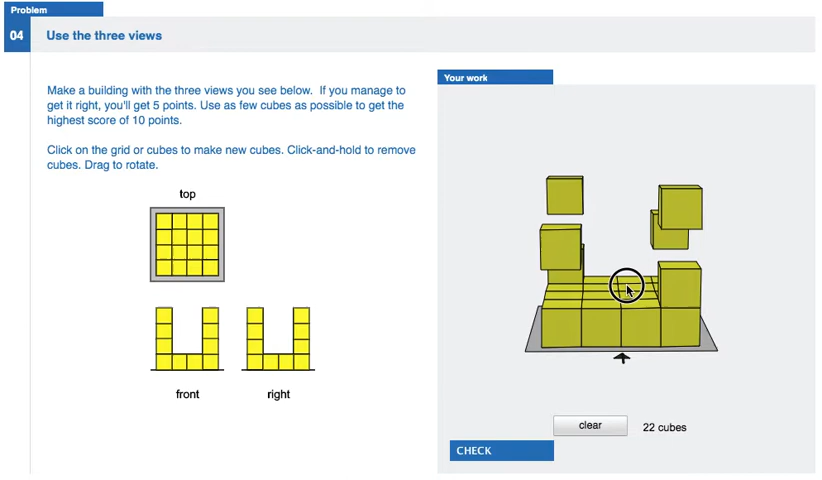 Problem
04 Use the three views
Make a building with the three views you see below. If you manage to
get it right, you'll get 5 points. Use as few cubes as possible to get the
highest score of 10 points.
Click on the grid or cubes to make new cubes. Click-and-hold to remove
cubes. Drag to rotate.
top
front
right
Your work
clear
22 cubes
CHECK